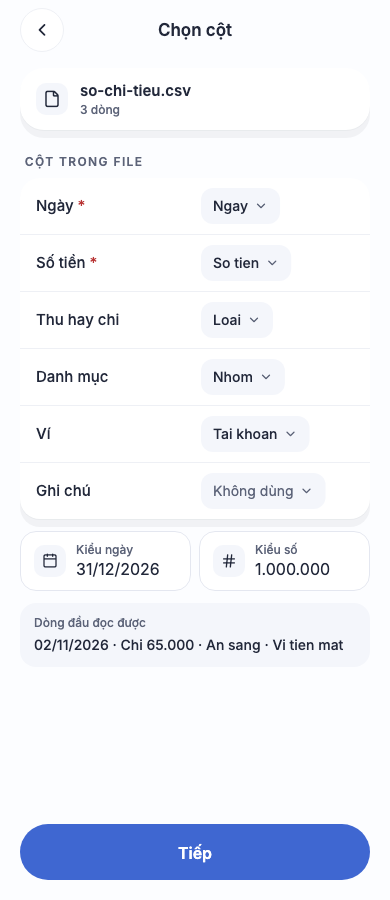 Chọn cột
so-chi-tieu.csv
3 dòng
CỘT TRONG FILE
Ngày * Ngay
Số tiền * So tien
Thu hay chi Loai
Danh mục Nhom
Ví Tai khoan
Ghi chú Không dùng
Kiểu ngày
31/12/2026
Kiểu số
1.000.000
Dòng đầu đọc được
02/11/2026 · Chi 65.000 · An sang · Vi tien mat
Tiếp